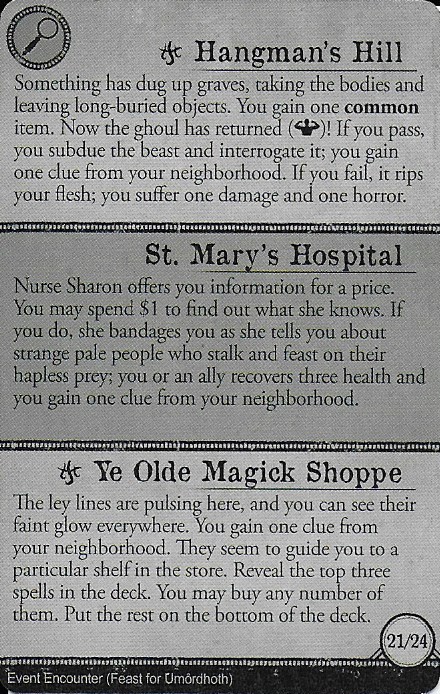 Hangman's Hill
Something has dug up graves, taking the bodies and
leaving long-buried objects. You gain one common
item. Now the ghoul has returned ( )! If you pass,
you subdue the beast and interrogate it; you gain
one clue from your neighborhood. If you fail, it rips
your flesh; you suffer one damage and one horror.
St. Mary's Hospital
Nurse Sharon offers you information for a price.
You may spend $1 to find out what she knows. If
you do, she bandages you as she tells you about
strange pale people who stalk and feast on their
hapless prey; you or an ally recovers three health and
you gain one clue from your neighborhood.
Ye Olde Magick Shoppe
The ley lines are pulsing here, and you can see their
faint glow everywhere. You gain one clue from
your neighborhood. They seem to guide you to a
particular shelf in the store. Reveal the top three
spells in the deck. You may buy any number of
them. Put the rest on the bottom of the deck.
21/24
Event Encounter (Feast for Ümôrdhoth)